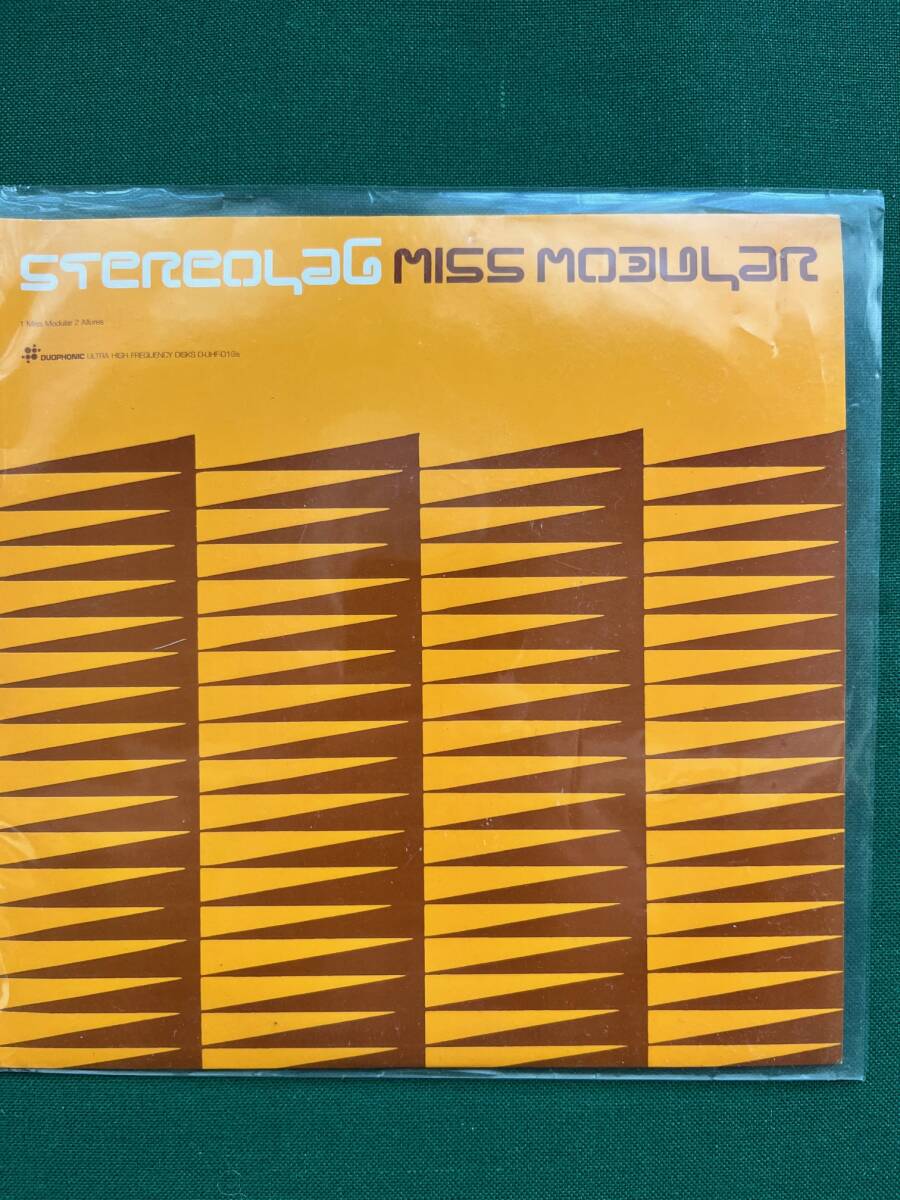 STEREOLAB MISS MODULAR
1 Miss Modular 2 Allures
DUOPHONIC ULTRA HIGH FREQUENCY DISKS D-UHF-D19s